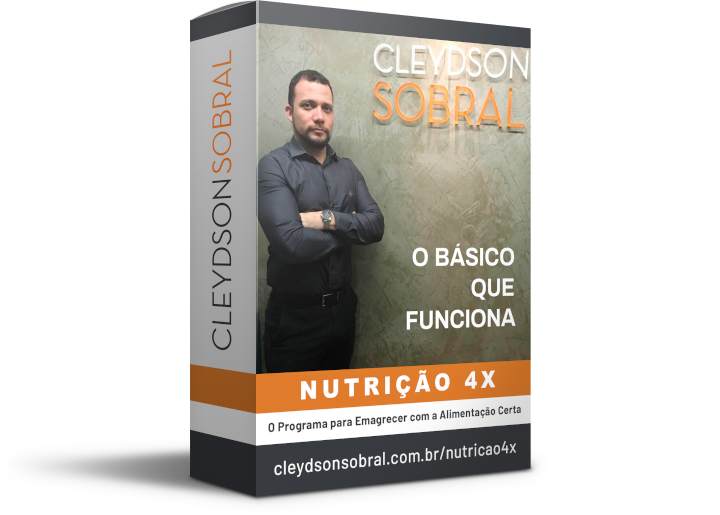 CLEYDSON SOBRAL
CLEYDSON
SOBRAL
O BÁSICO
QUE
FUNCIONA
NUTRIÇÃO 4X
O Programa para Emagrecer com a Alimentação Certa
cleydsonsobral.com.br/nutricao4x